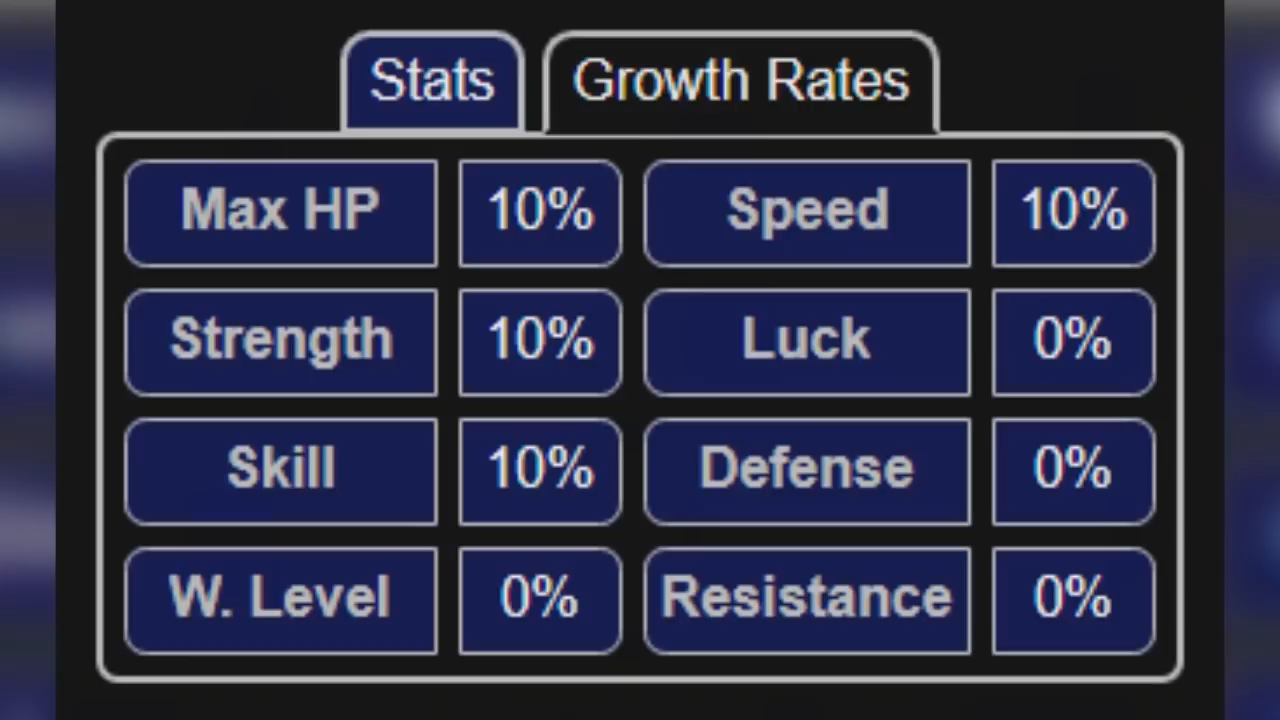 Stats Growth Rates
Max HP 10% Speed 10%
Strength 10% Luck 0%
Skill 10% Defense 0%
W. Level 0% Resistance 0%